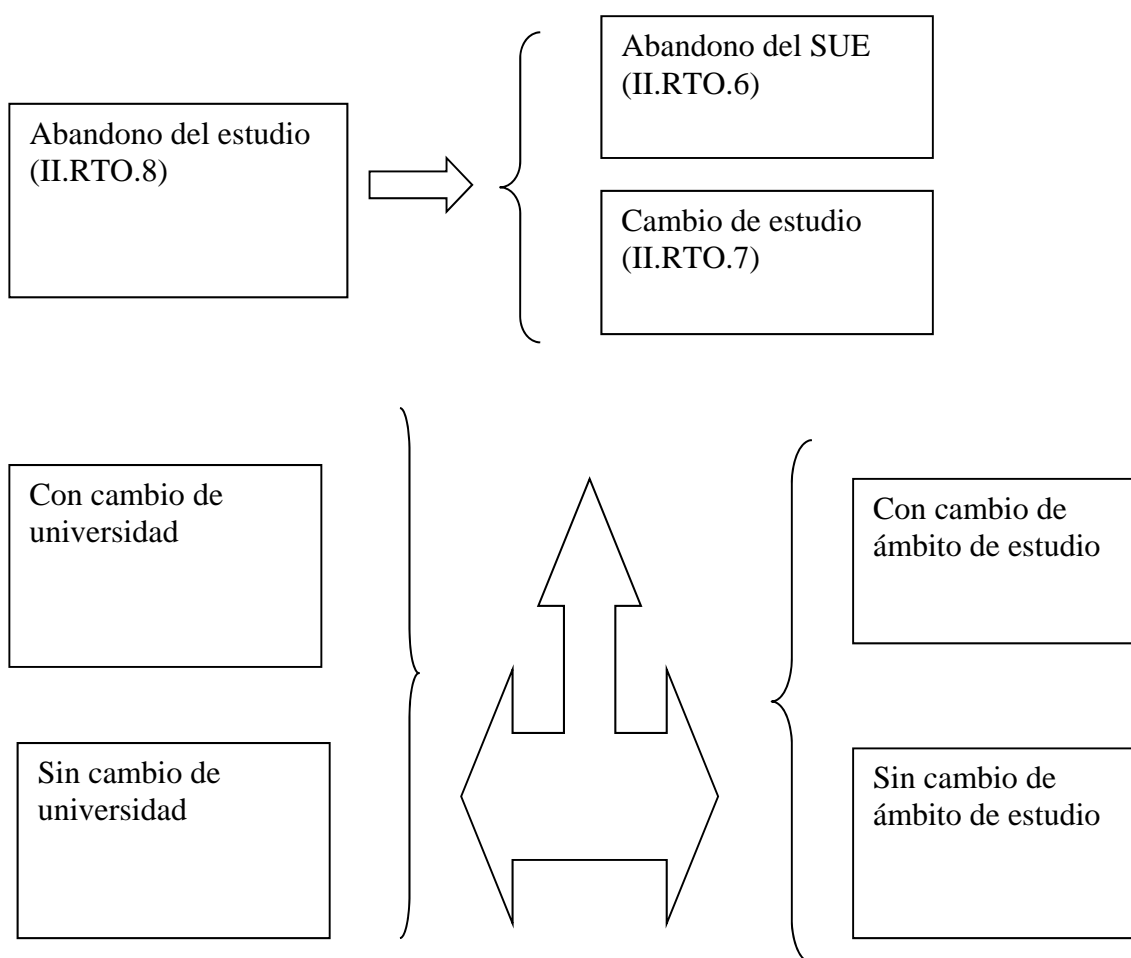 Abandono del SUE
(II.RTO.6)
Abandono del estudio
(II.RTO.8)
Cambio de estudio
(II.RTO.7)
Con cambio de
universidad
Con cambio de
ámbito de estudio
Sin cambio de
universidad
Sin cambio de
ámbito de estudio